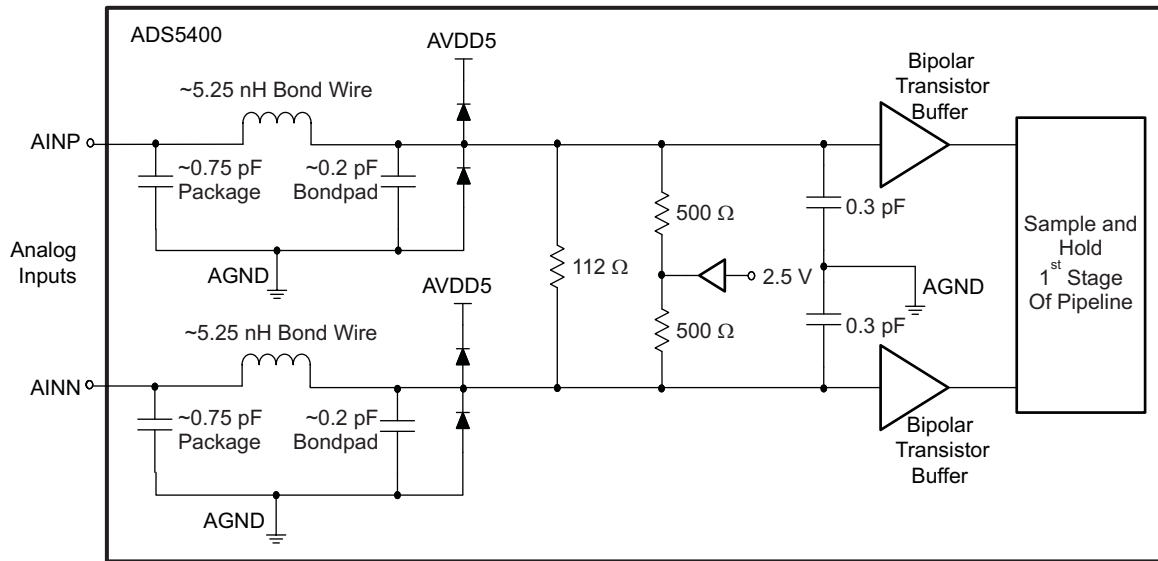 ADS5400
AVDD5
~5.25 nH Bond Wire
Bipolar
Transistor
Buffer
AINP
~0.75 pF
Package
~0.2 pF
Bondpad
500 Ω
0.3 pF
Analog
Inputs
AGND
112 Ω
2.5 V
AGND
Sample and
Hold
1st Stage
Of Pipeline
AVDD5
~5.25 nH Bond Wire
500 Ω
0.3 pF
AINN
~0.75 pF
Package
~0.2 pF
Bondpad
Bipolar
Transistor
Buffer
AGND